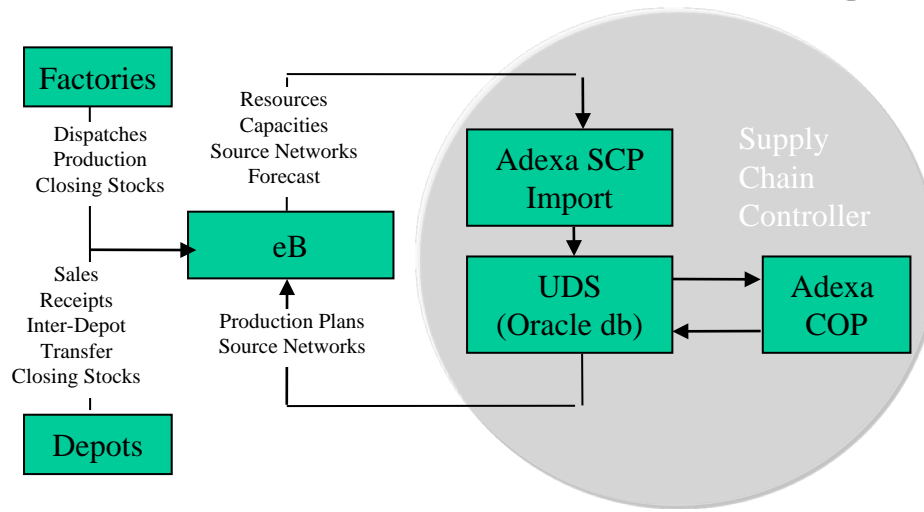 Factories
Dispatches
Production
Closing Stocks
Resources
Capacities
Source Networks
Forecast
Adexa SCP
Import
Supply
Chain
Controller
eB
Sales
Receipts
Inter-Depot
Transfer
Closing Stocks
Production Plans
Source Networks
UDS
(Oracle db)
Adexa
COP
Depots